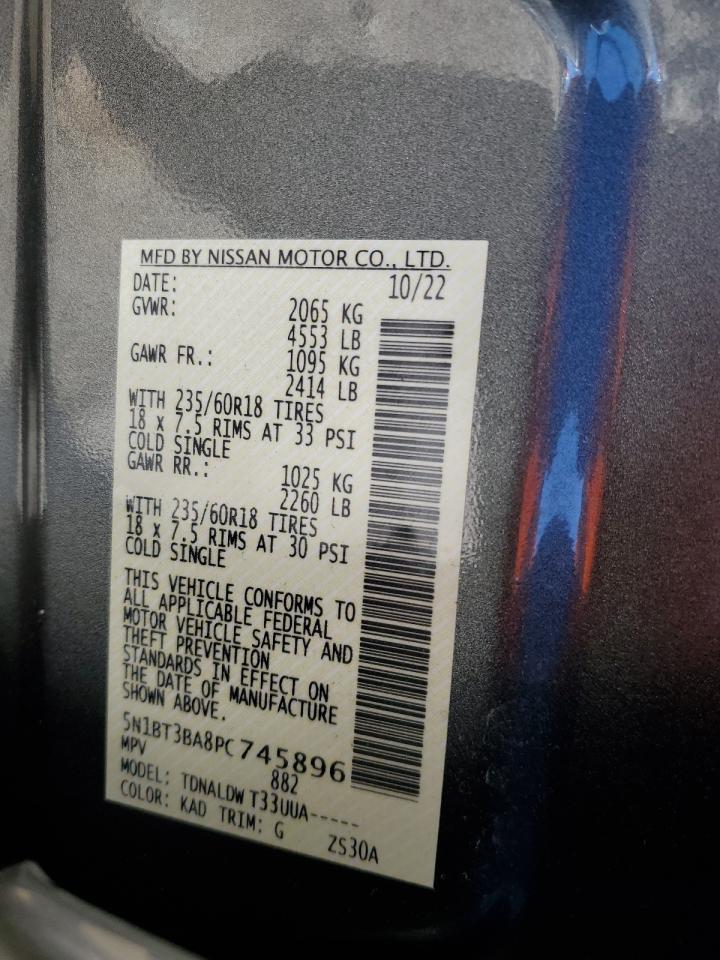 MFD BY NISSAN MOTOR CO., LTD.
DATE: 10/22
GVWR: 2065 KG
4553 LB
GAWR FR.: 1095 KG
2414 LB
WITH 235/60R18 TIRES
18 x 7.5 RIMS AT 33 PSI
COLD SINGLE
GAWR RR.: 1025 KG
2260 LB
WITH 235/60R18 TIRES
18 x 7.5 RIMS AT 30 PSI
COLD SINGLE
THIS VEHICLE CONFORMS TO
ALL APPLICABLE FEDERAL
MOTOR VEHICLE SAFETY AND
THEFT PREVENTION
STANDARDS IN EFFECT ON
THE DATE OF MANUFACTURE
SHOWN ABOVE.
5N1BT3BA8PC745896
MPV 882
MODEL: TDNALDW T33UUA-----
COLOR: KAD TRIM: G ZS30A